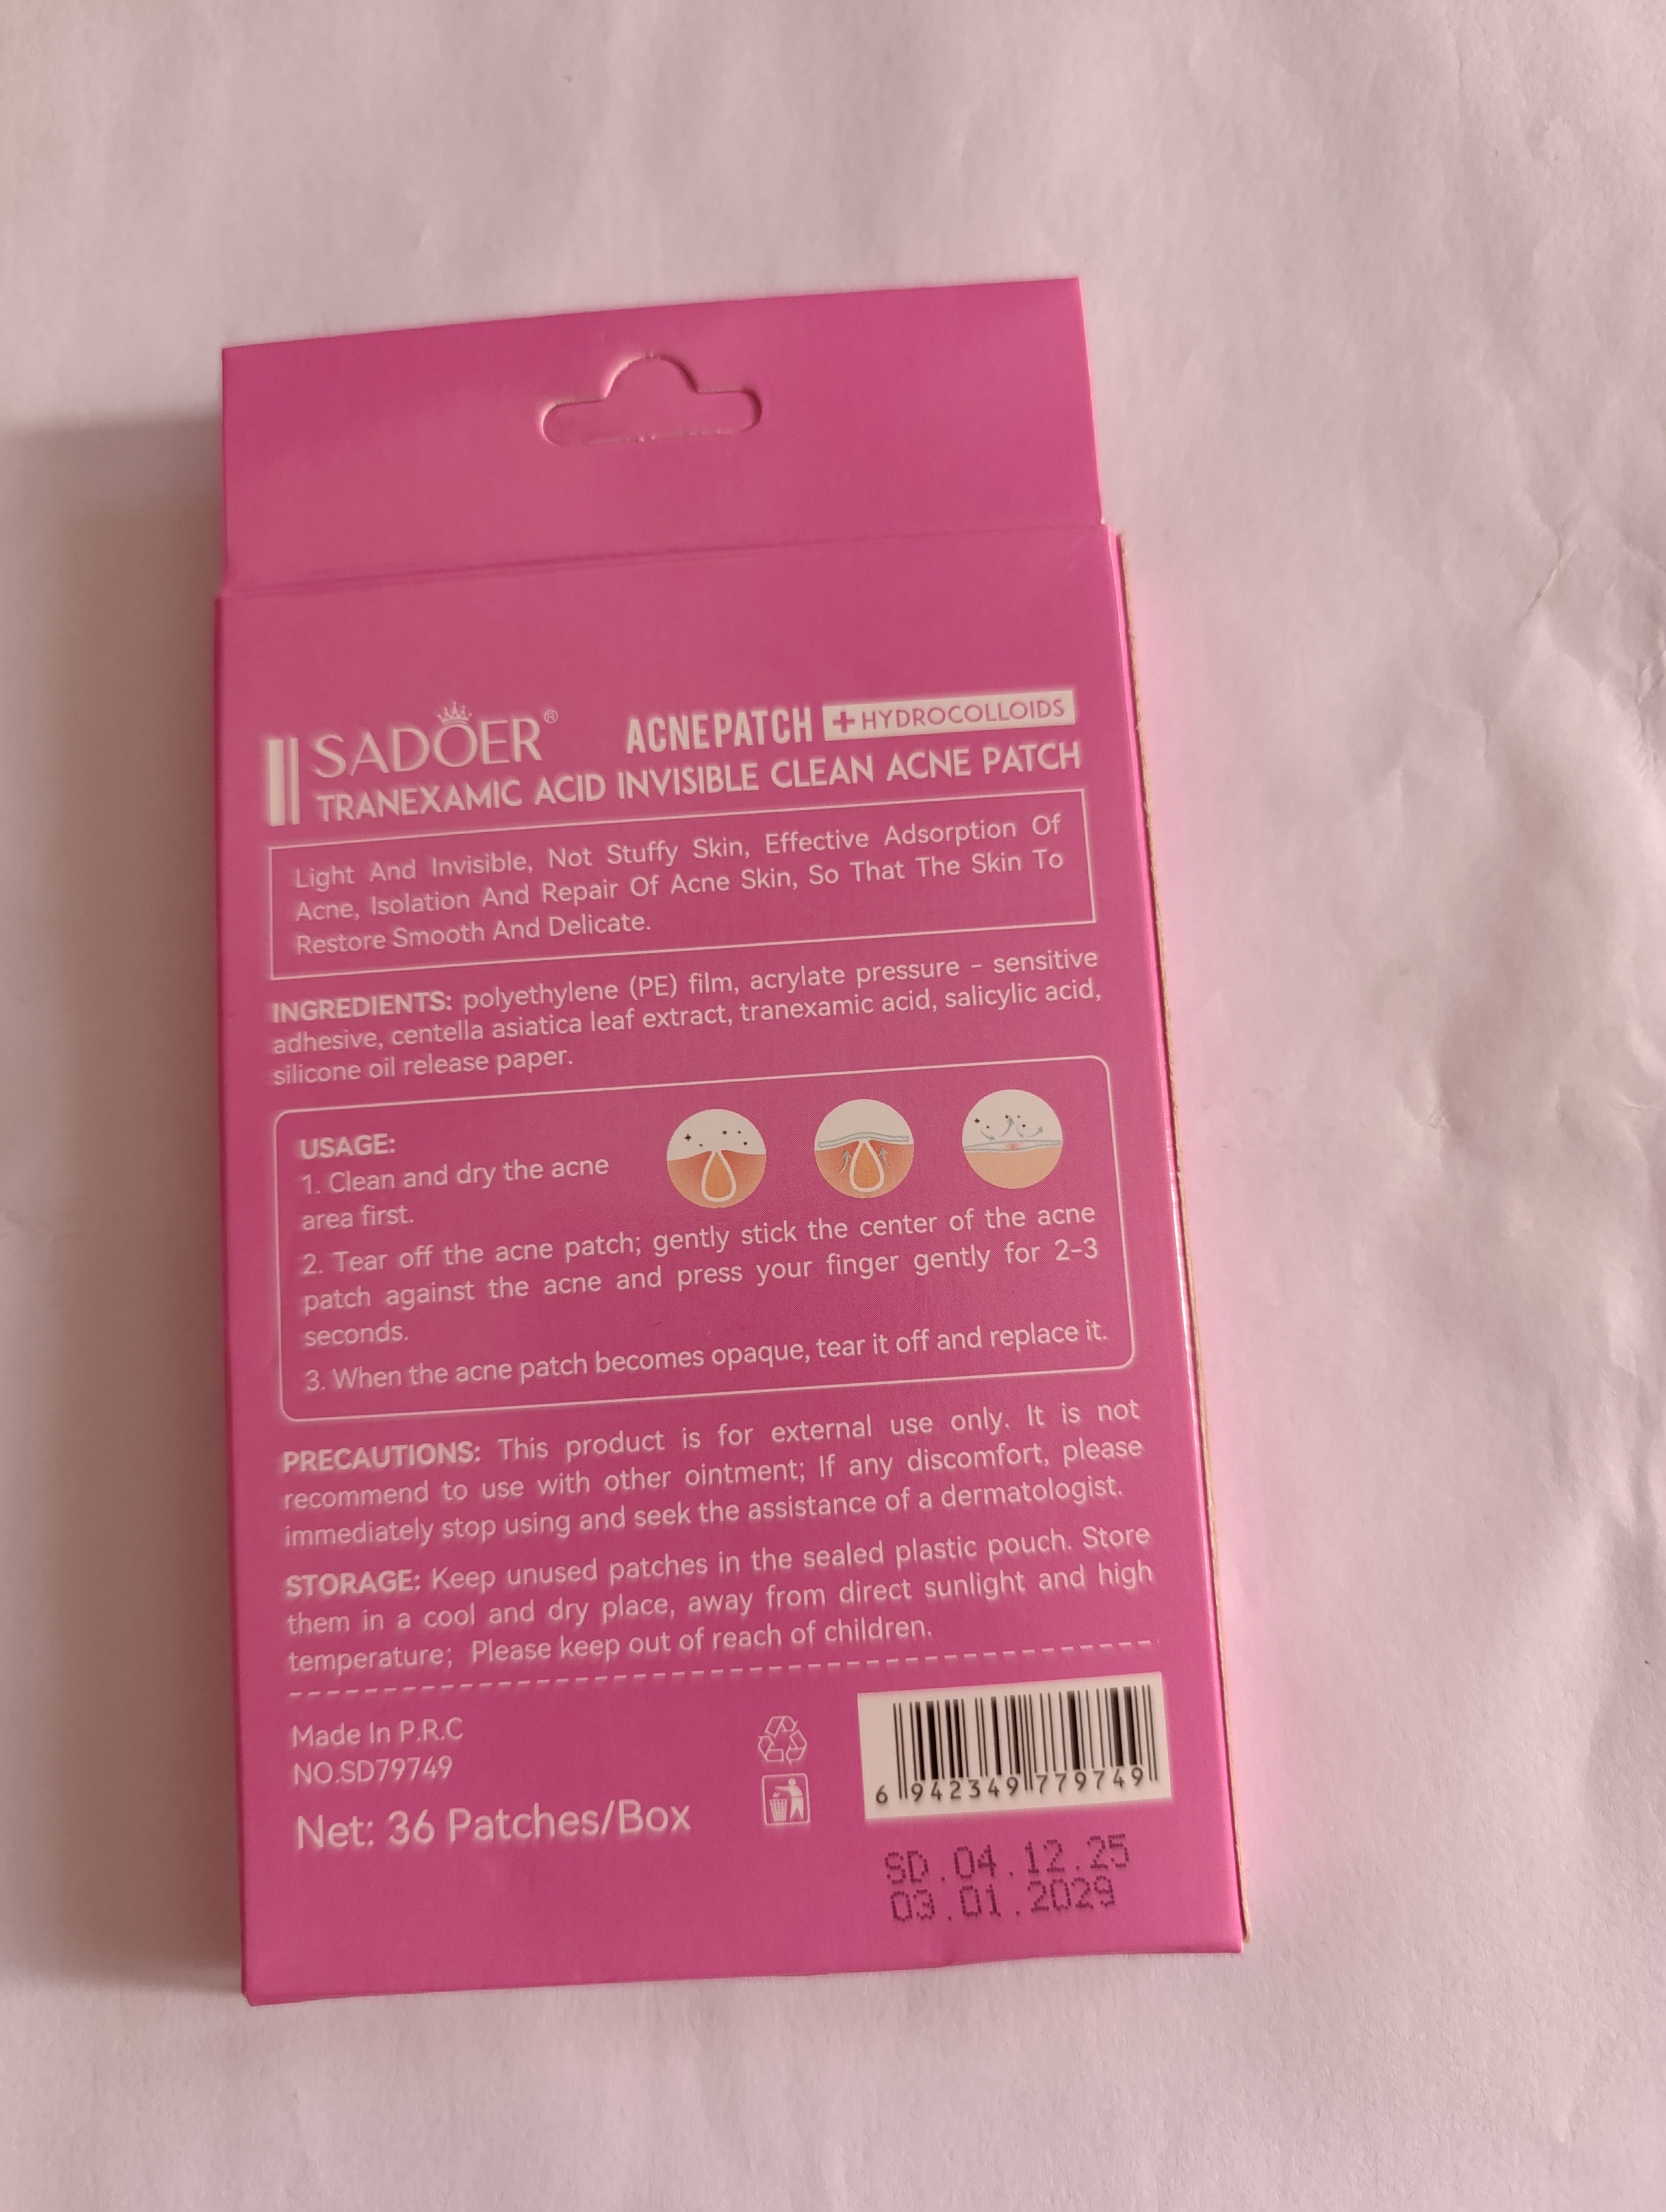 SADOER®
ACNEPATCH + HYDROCOLLOIDS
TRANEXAMIC ACID INVISIBLE CLEAN ACNE PATCH
Light And Invisible, Not Stuffy Skin, Effective Adsorption Of
Acne, Isolation And Repair Of Acne Skin, So That The Skin To
Restore Smooth And Delicate.
INGREDIENTS: polyethylene (PE) film, acrylate pressure - sensitive
adhesive, centella asiatica leaf extract, tranexamic acid, salicylic acid,
silicone oil release paper.
USAGE:
1. Clean and dry the acne
area first.
2. Tear off the acne patch; gently stick the center of the acne
patch against the acne and press your finger gently for 2-3
seconds.
3. When the acne patch becomes opaque, tear it off and replace it.
PRECAUTIONS: This product is for external use only. It is not
recommend to use with other ointment; If any discomfort, please
immediately stop using and seek the assistance of a dermatologist.
STORAGE: Keep unused patches in the sealed plastic pouch. Store
them in a cool and dry place, away from direct sunlight and high
temperature; Please keep out of reach of children.
Made In P.R.C
NO.SD79749
Net: 36 Patches/Box
6 942349 779749
SD.04.12.25
03.01.2029